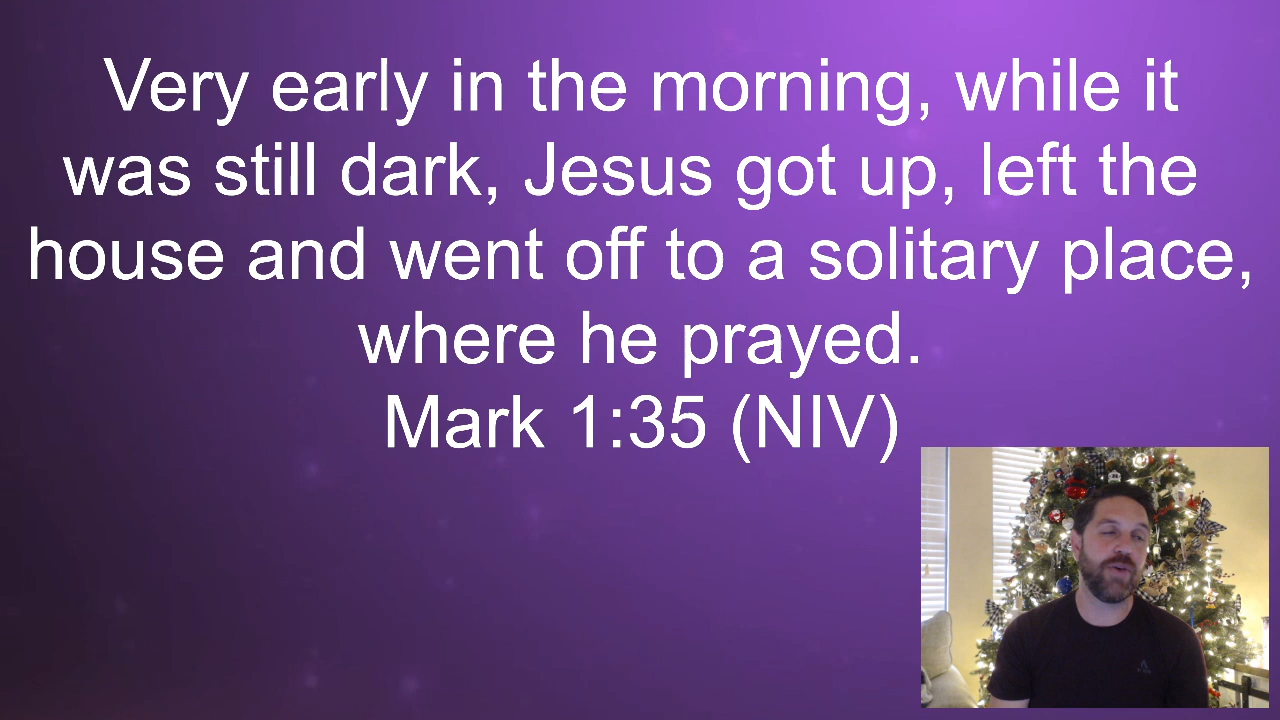 Very early in the morning, while it
was still dark, Jesus got up, left the
house and went off to a solitary place,
where he prayed.
Mark 1:35 (NIV)